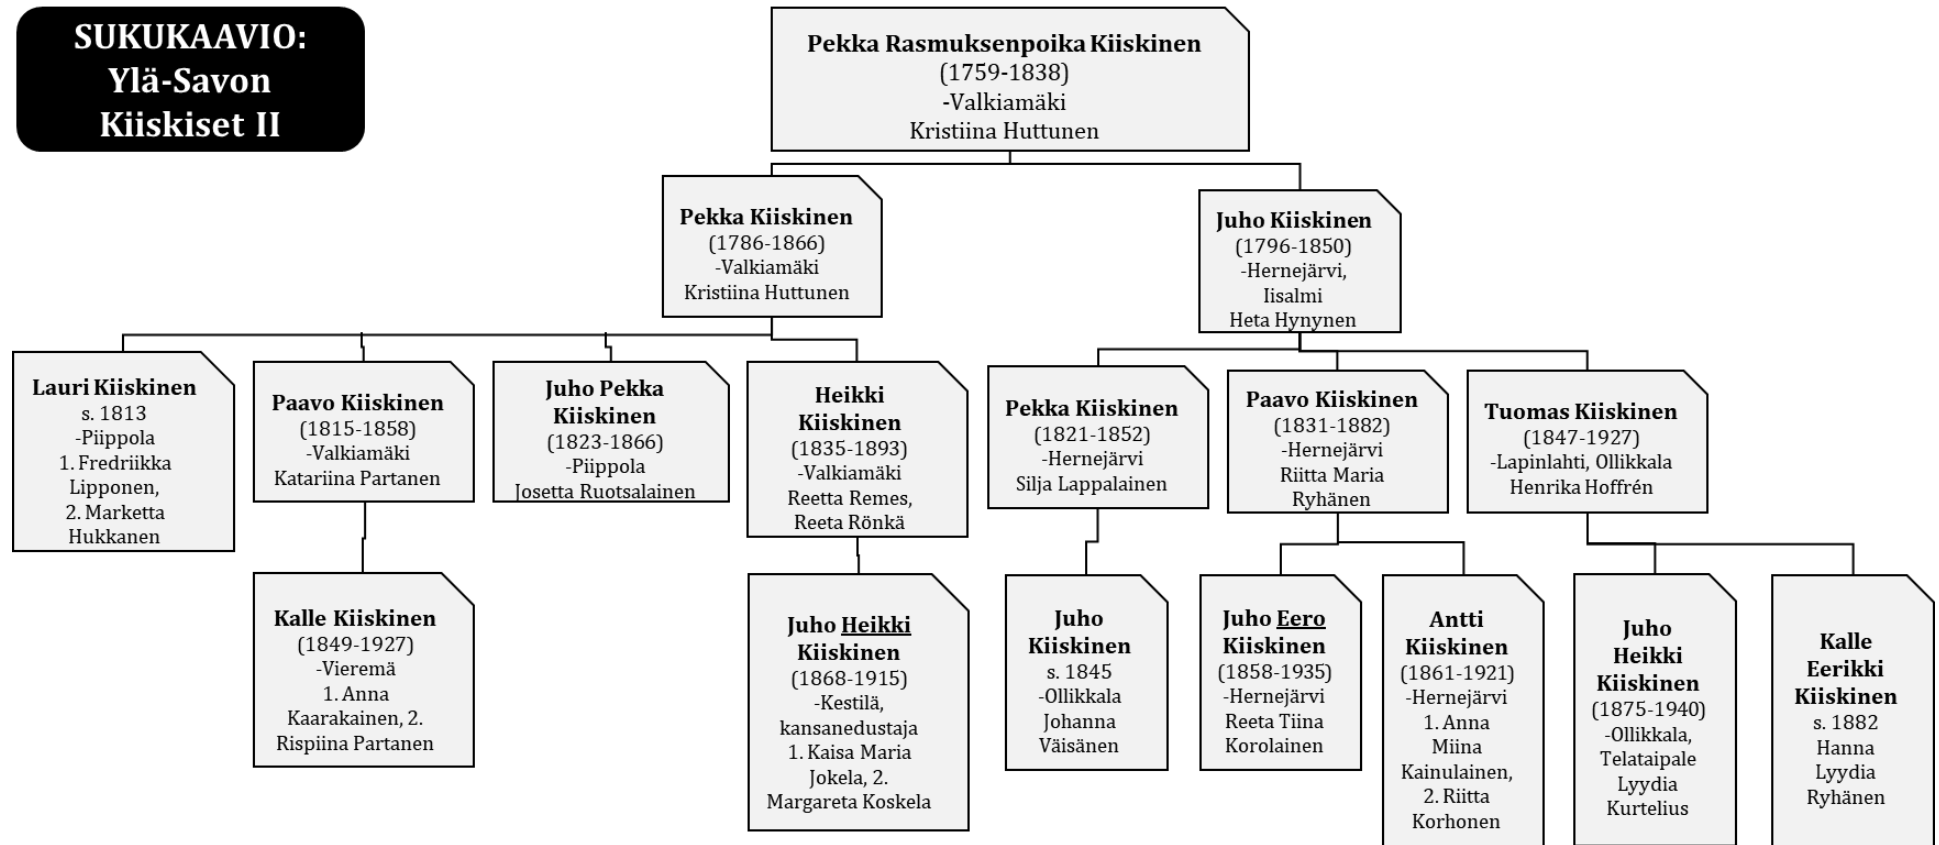 SUKUKAAVIO:
Ylä-Savon
Kiiskiset II
Pekka Rasmuksenpoika Kiiskinen
(1759-1838)
-Valkiamäki
Kristiina Huttunen
Pekka Kiiskinen
(1786-1866)
-Valkiamäki
Kristiina Huttunen
Juho Kiiskinen
(1796-1850)
-Hernejärvi,
Iisalmi
Heta Hynynen
Lauri Kiiskinen
s. 1813
-Piippola
1. Fredriikka
Lipponen,
2. Marketta
Hukkanen
Paavo Kiiskinen
(1815-1858)
-Valkiamäki
Katariina Partanen
Juho Pekka
Kiiskinen
(1823-1866)
-Piippola
Josetta Ruotsalainen
Heikki
Kiiskinen
(1835-1893)
-Valkiamäki
Reetta Remes,
Reeta Rönkä
Pekka Kiiskinen
(1821-1852)
-Hernejärvi
Silja Lappalainen
Paavo Kiiskinen
(1831-1882)
-Hernejärvi
Riitta Maria
Ryhänen
Tuomas Kiiskinen
(1847-1927)
-Lapinlahti, Ollikkala
Henrika Hoffrén
Kalle Kiiskinen
(1849-1927)
-Vieremä
1. Anna
Kaarakainen, 2.
Rispiina Partanen
Juho Heikki
Kiiskinen
(1868-1915)
-Kestilä,
kansanedustaja
1. Kaisa Maria
Jokela, 2.
Margareta Koskela
Juho
Kiiskinen
s. 1845
-Ollikkala
Johanna
Väisänen
Juho Eero
Kiiskinen
(1858-1935)
-Hernejärvi
Reeta Tiina
Korolainen
Antti
Kiiskinen
(1861-1921)
-Hernejärvi
1. Anna
Miina
Kainulainen,
2. Riitta
Korhonen
Juho
Heikki
Kiiskinen
(1875-1940)
-Ollikkala,
Telataipale
Lyydia
Kurtelius
Kalle
Eerikki
Kiiskinen
s. 1882
Hanna
Lyydia
Ryhänen